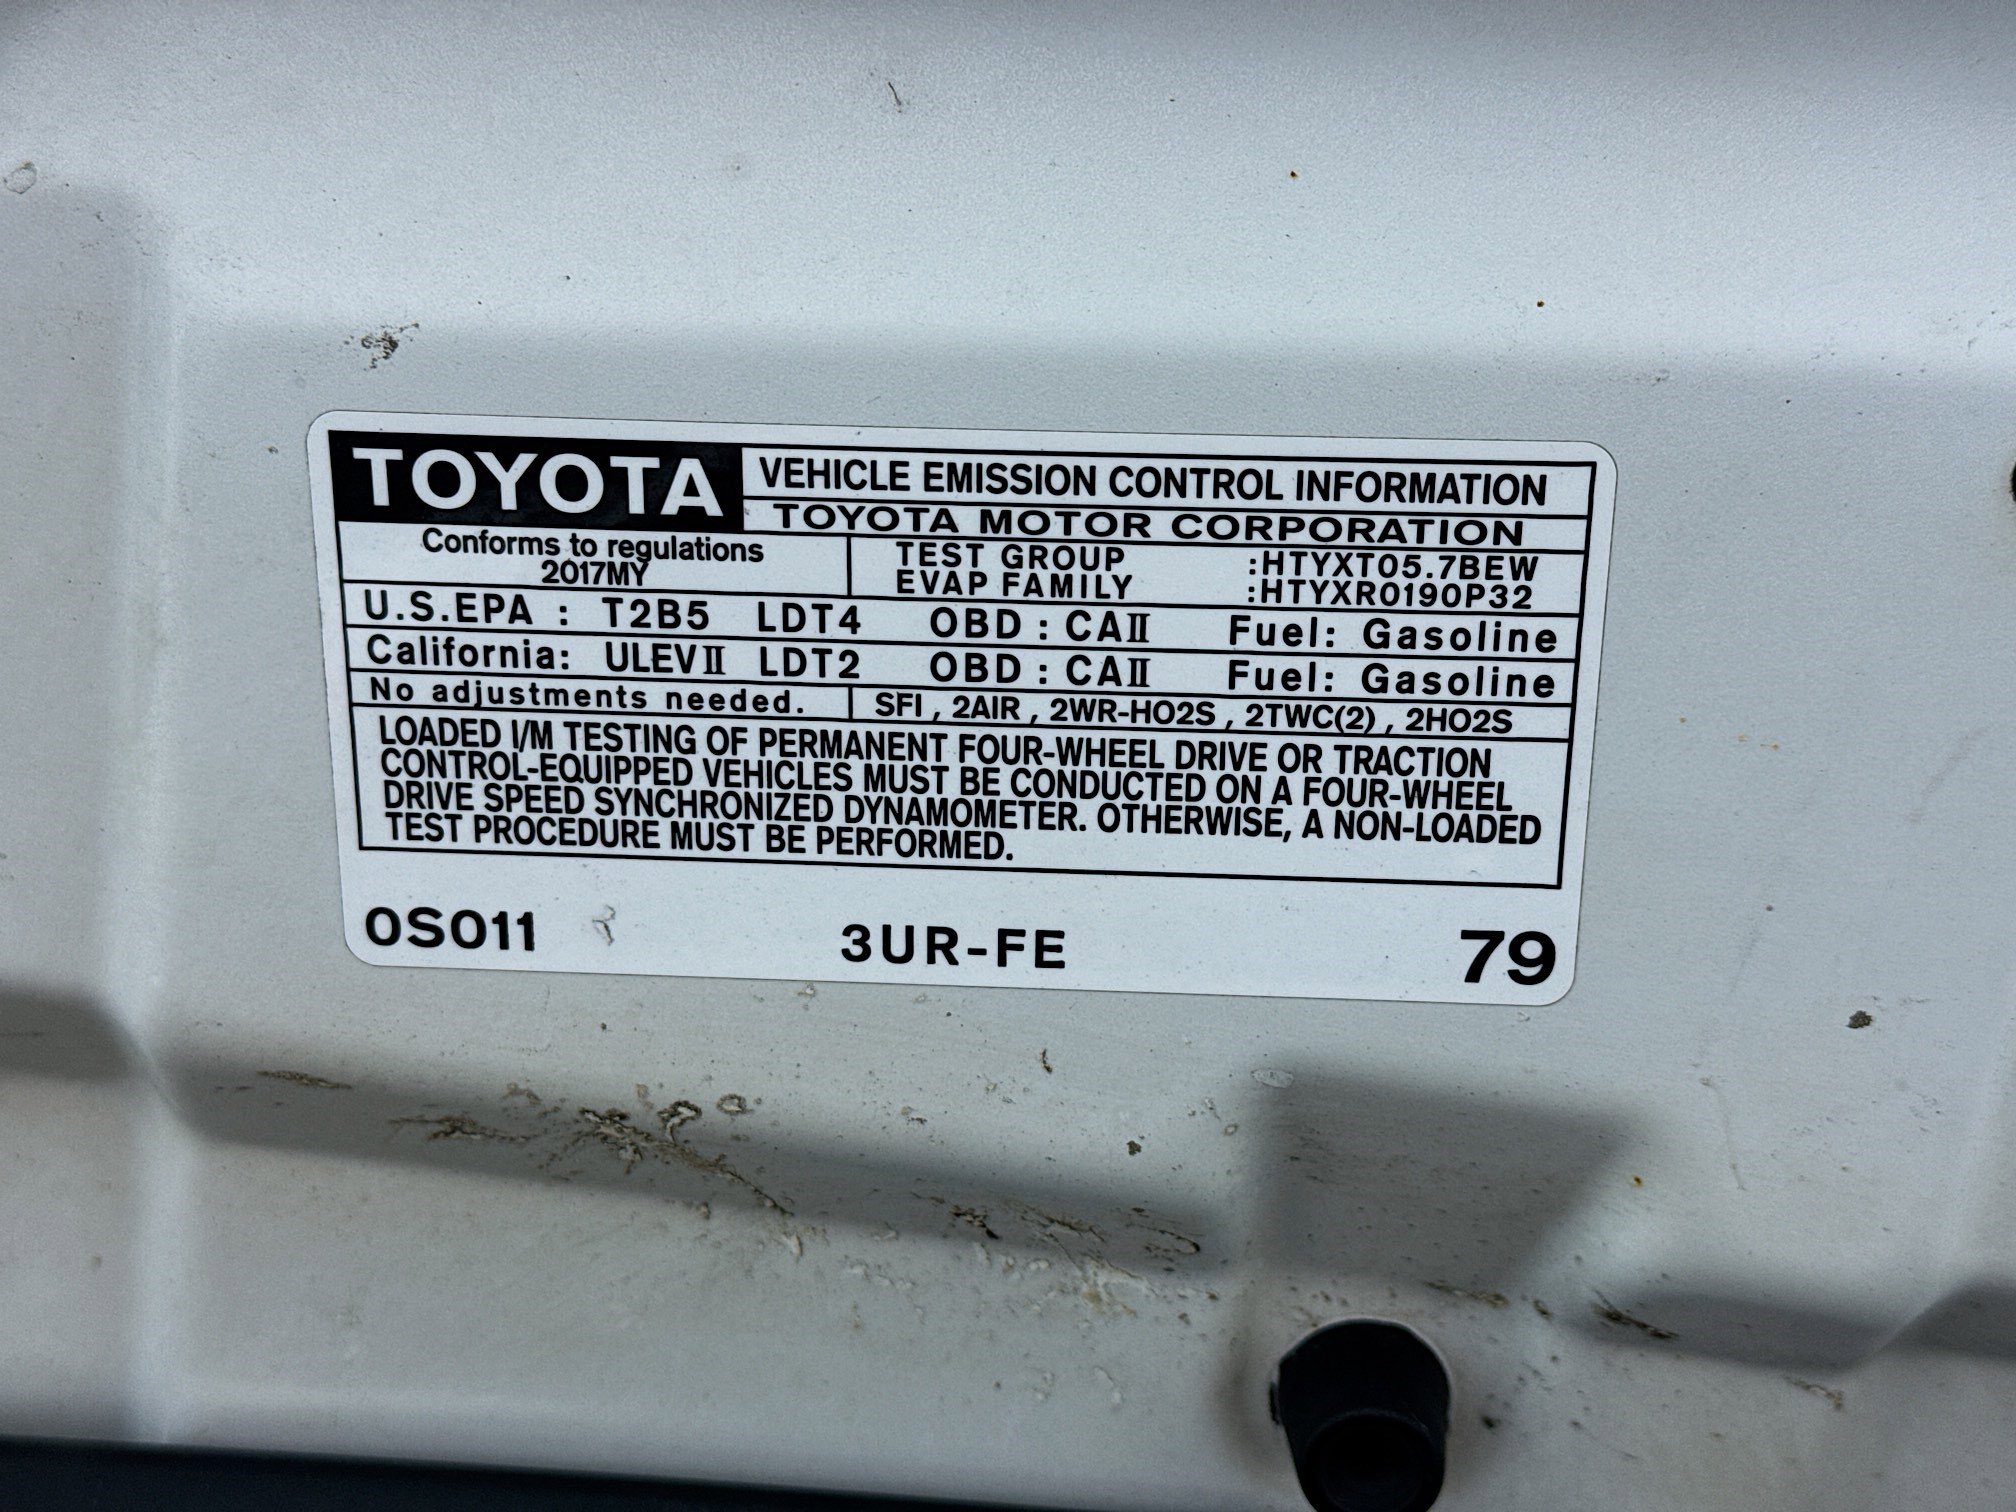 TOYOTA VEHICLE EMISSION CONTROL INFORMATION
TOYOTA MOTOR CORPORATION
Conforms to regulations
2017MY
TEST GROUP :HTYXT05.7BEW
EVAP FAMILY :HTYXR0190P32
U.S.EPA : T2B5 LDT4 OBD : CAⅡ Fuel: Gasoline
California: ULEVⅡ LDT2 OBD : CAⅡ Fuel: Gasoline
No adjustments needed. SFI , 2AIR , 2WR-HO2S , 2TWC(2) , 2HO2S
LOADED I/M TESTING OF PERMANENT FOUR-WHEEL DRIVE OR TRACTION
CONTROL-EQUIPPED VEHICLES MUST BE CONDUCTED ON A FOUR-WHEEL
DRIVE SPEED SYNCHRONIZED DYNAMOMETER. OTHERWISE, A NON-LOADED
TEST PROCEDURE MUST BE PERFORMED.
0S011 3UR-FE 79